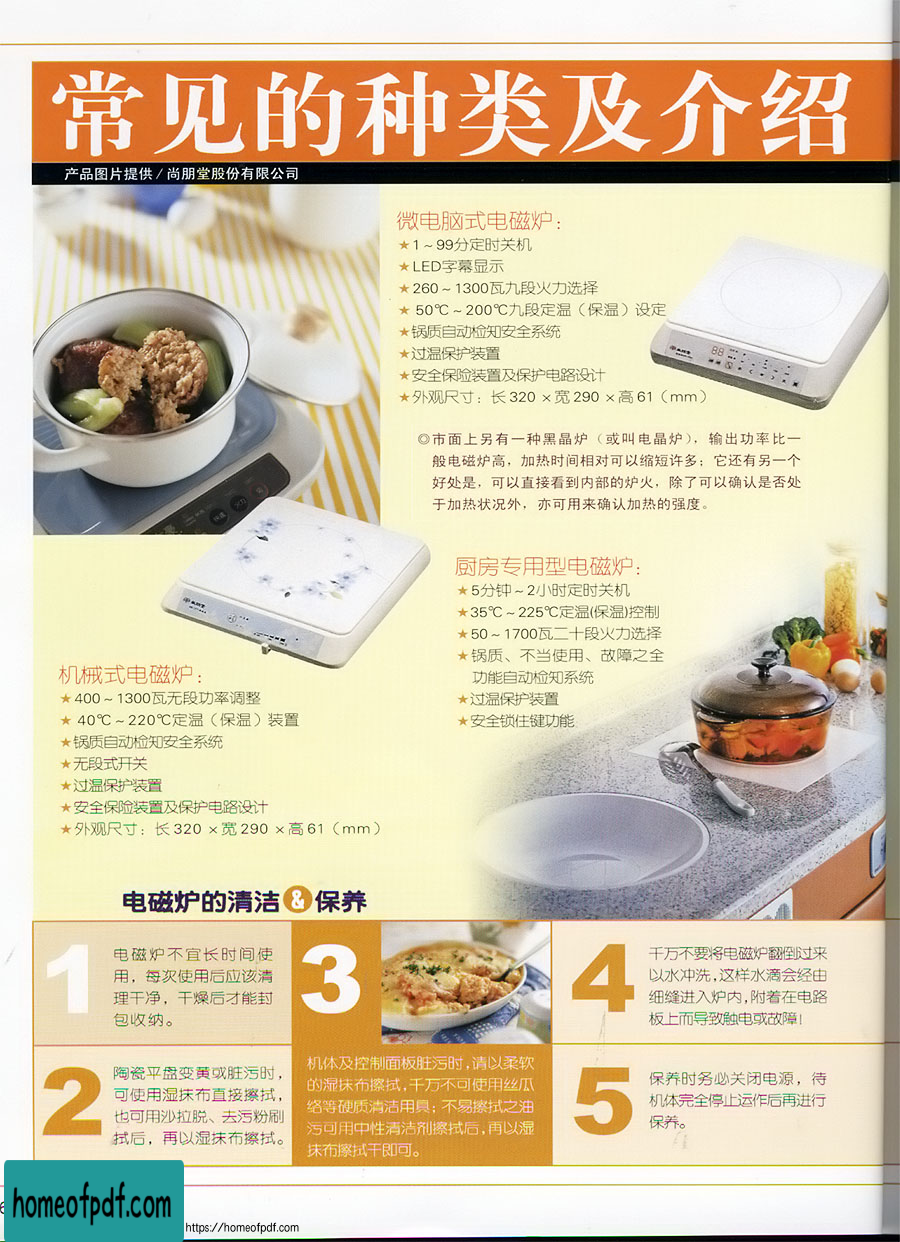 常见的种类及介绍
产品图片提供/尚朋堂股份有限公司
微电脑式电磁炉：
★1～99分定时关机
★LED字幕显示
★260～1300瓦九段火力选择
★50℃～200℃九段定温（保温）设定
★锅质自动检知安全系统
★过温保护装置
★安全保险装置及保护电路设计
★外观尺寸：长320×宽290×高61（mm）
◎市面上另有一种黑晶炉（或叫电晶炉），输出功率比一
般电磁炉高，加热时间相对可以缩短许多；它还有另一个
好处是，可以直接看到内部的炉火，除了可以确认是否处
于加热状况外，亦可用来确认加热的强度。
厨房专用型电磁炉：
★5分钟～2小时定时关机
★35℃～225℃定温(保温)控制
★50～1700瓦二十段火力选择
★锅质、不当使用、故障之全
功能自动检知系统
★过温保护装置
★安全锁住键功能
机械式电磁炉：
★400～1300瓦无段功率调整
★40℃～220℃定温（保温）装置
★锅质自动检知安全系统
★无段式开关
★过温保护装置
★安全保险装置及保护电路设计
★外观尺寸：长320×宽290×高61（mm）
电磁炉的清洁&保养
1
电磁炉不宜长时间使
用，每次使用后应该清
理干净，干燥后才能封
包收纳。
2
陶瓷平盘变黄或脏污时，
可使用湿抹布直接擦拭，
也可用沙拉脱、去污粉刷
拭后，再以湿抹布擦拭。
3
机体及控制面板脏污时，请以柔软
的湿抹布擦拭，千万不可使用丝瓜
络等硬质清洁用具；不易擦拭之油
污可用中性清洁剂擦拭后，再以湿
抹布擦拭干即可。
4
千万不要将电磁炉翻倒过来
以水冲洗，这样水滴会经由
细缝进入炉内，附着在电路
板上而导致触电或故障！
5
保养时务必关闭电源，待
机体完全停止运作后再进行
保养。
homeofpdf.com
https://homeofpdf.com